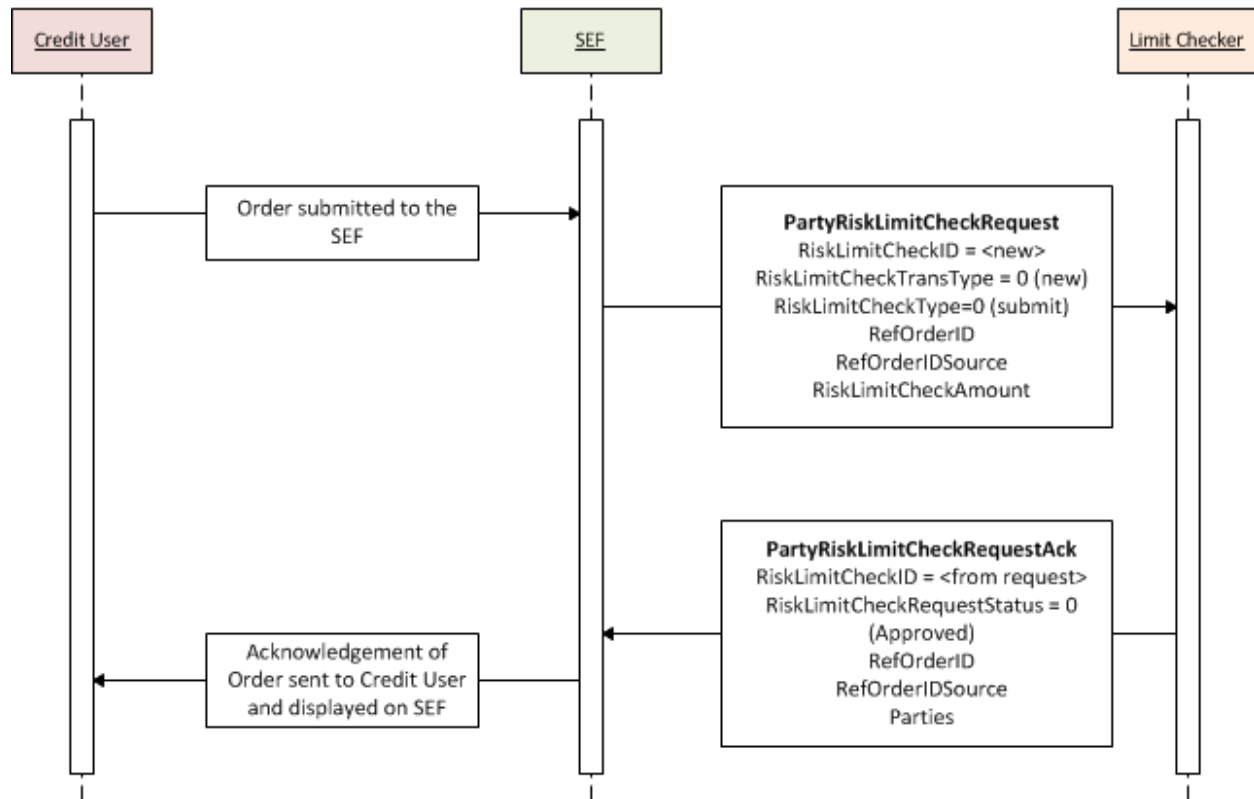 Credit User
SEF
Limit Checker
Order submitted to the
SEF
PartyRiskLimitCheckRequest
RiskLimitCheckID = <new>
RiskLimitCheckTransType = 0 (new)
RiskLimitCheckType=0 (submit)
RefOrderID
RefOrderIDSource
RiskLimitCheckAmount
PartyRiskLimitCheckRequestAck
RiskLimitCheckID = <from request>
RiskLimitCheckRequestStatus = 0
(Approved)
RefOrderID
RefOrderIDSource
Parties
Acknowledgement of
Order sent to Credit User
and displayed on SEF